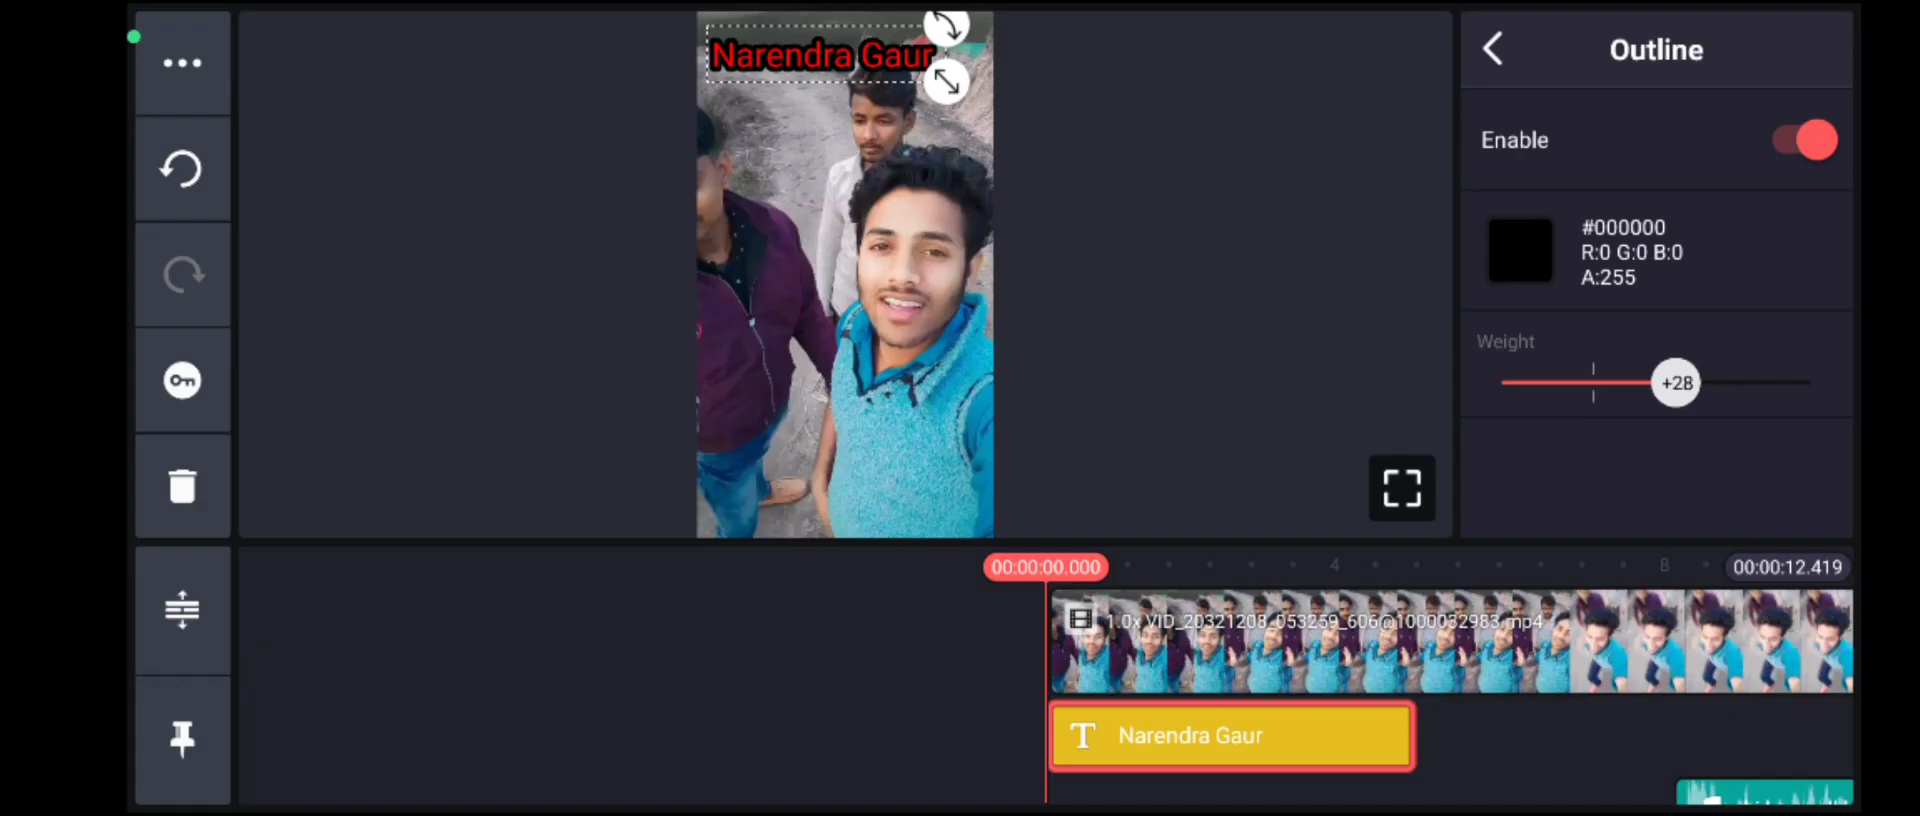 Narendra Gaur
Outline
Enable
#000000
R:0 G:0 B:0
A:255
Weight
+28
00:00:00.000
4
8
00:00:12.419
1.0x VID_20321208_053259_606@1000032983.mp4
T Narendra Gaur